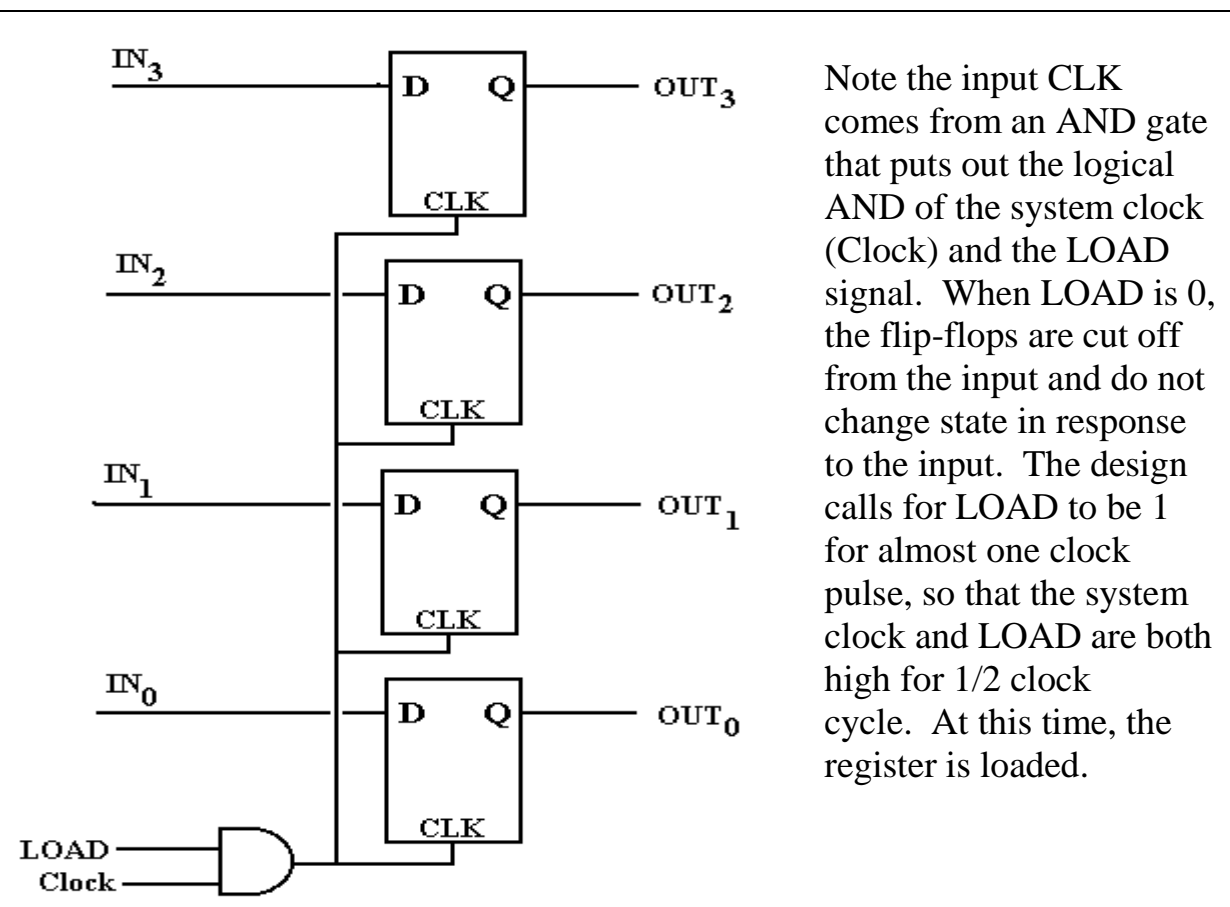 IN3
D Q OUT3
CLK
IN2
D Q OUT2
CLK
IN1
D Q OUT1
CLK
IN0
D Q OUT0
CLK
LOAD
Clock
Note the input CLK
comes from an AND gate
that puts out the logical
AND of the system clock
(Clock) and the LOAD
signal.  When LOAD is 0,
the flip-flops are cut off
from the input and do not
change state in response
to the input.  The design
calls for LOAD to be 1
for almost one clock
pulse, so that the system
clock and LOAD are both
high for 1/2 clock
cycle.  At this time, the
register is loaded.